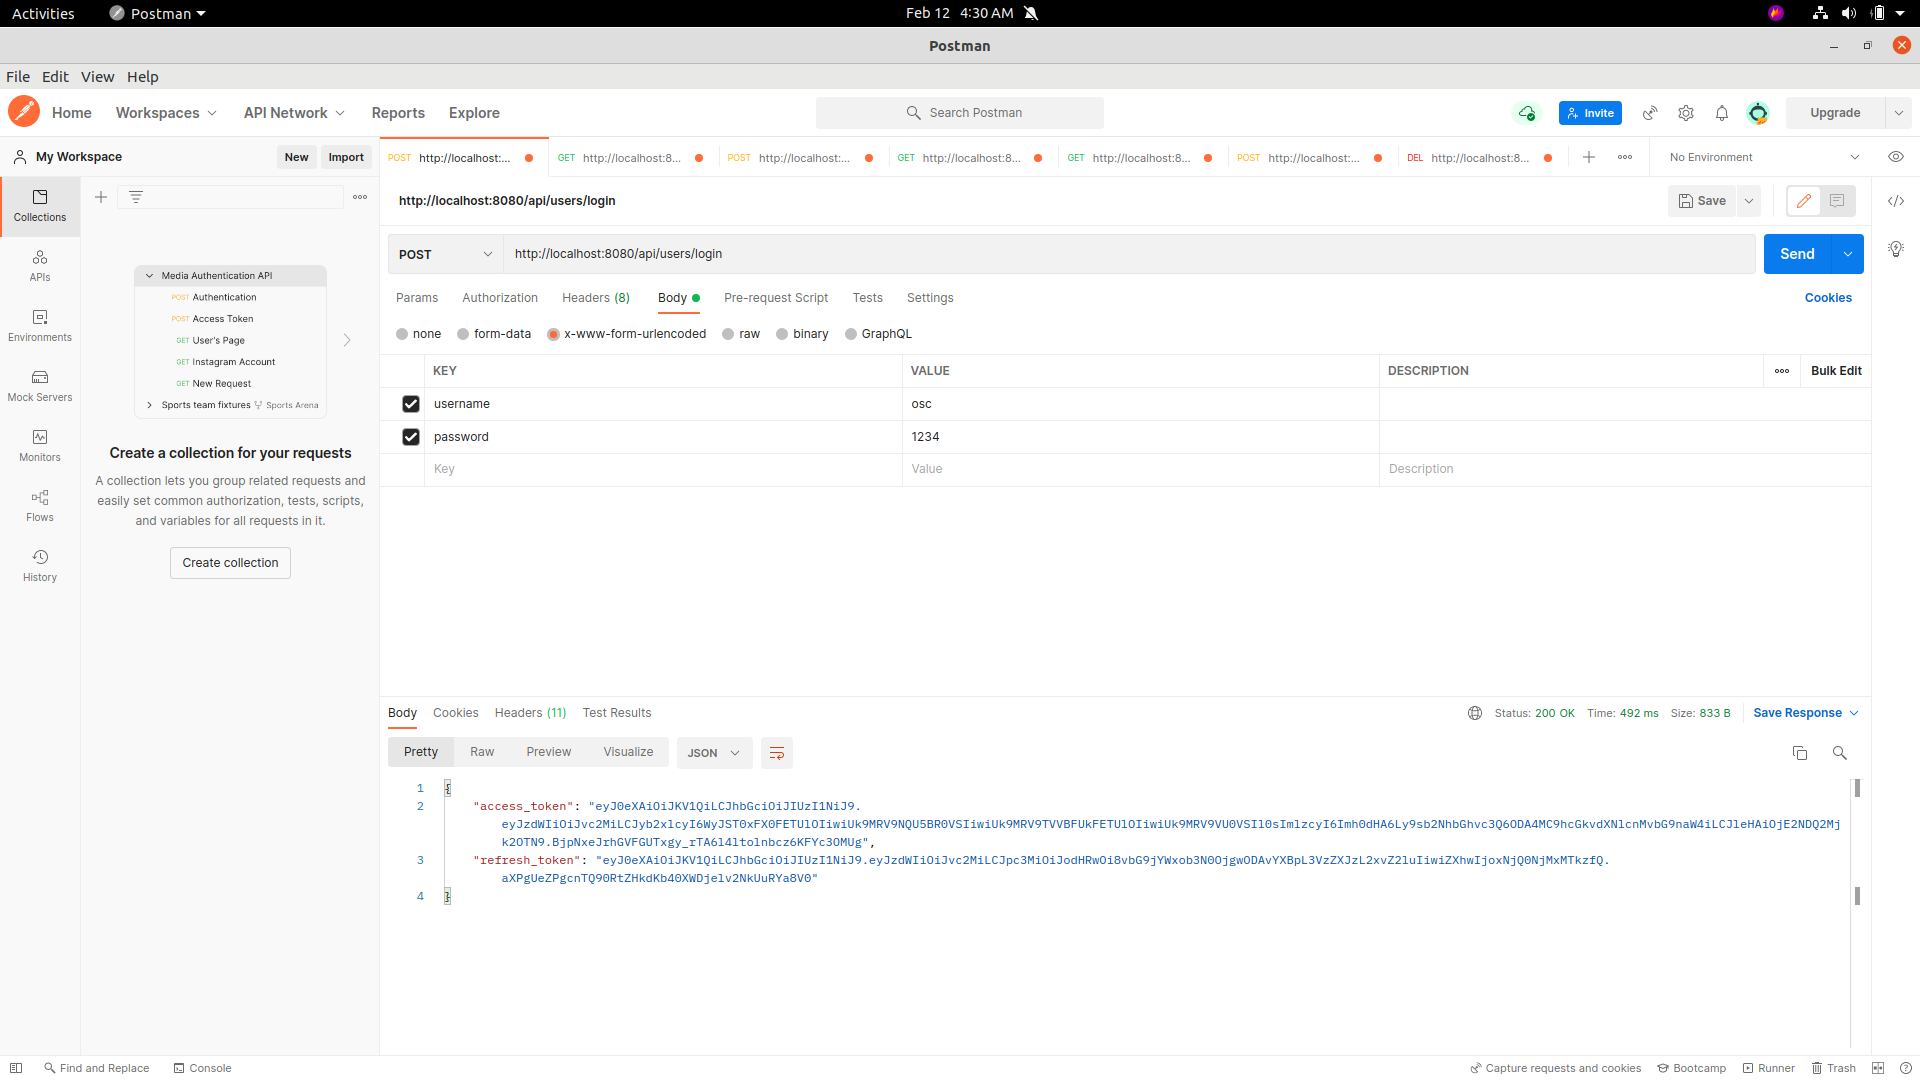 Activities
Postman
Feb 12 4:30 AM
Postman
File Edit View Help
Home Workspaces API Network Reports Explore
Search Postman
Invite
Upgrade
My Workspace
New Import
POST http://localhost:...
GET http://localhost:8...
POST http://localhost:...
GET http://localhost:8...
GET http://localhost:8...
POST http://localhost:...
DEL http://localhost:8...
No Environment
Collections
APIs
Environments
Mock Servers
Monitors
Flows
History
Media Authentication API
POST Authentication
POST Access Token
GET User's Page
GET Instagram Account
GET New Request
Sports team fixtures Sports Arena
Create a collection for your requests
A collection lets you group related requests and
easily set common authorization, tests, scripts,
and variables for all requests in it.
Create collection
http://localhost:8080/api/users/login
Save
POST http://localhost:8080/api/users/login
Send
Params Authorization Headers (8) Body Pre-request Script Tests Settings
Cookies
none form-data x-www-form-urlencoded raw binary GraphQL
KEY VALUE DESCRIPTION
Bulk Edit
username osc
password 1234
Key Value Description
Body Cookies Headers (11) Test Results
Status: 200 OK Time: 492 ms Size: 833 B
Save Response
Pretty Raw Preview Visualize JSON
1 {
2 "access_token": "eyJ0eXAiOiJKV1QiLCJhbGciOiJIUzI1NiJ9.
3 "refresh_token": "eyJ0eXAiOiJKV1QiLCJhbGciOiJIUzI1NiJ9.
4 }
Find and Replace Console
Capture requests and cookies Bootcamp Runner Trash